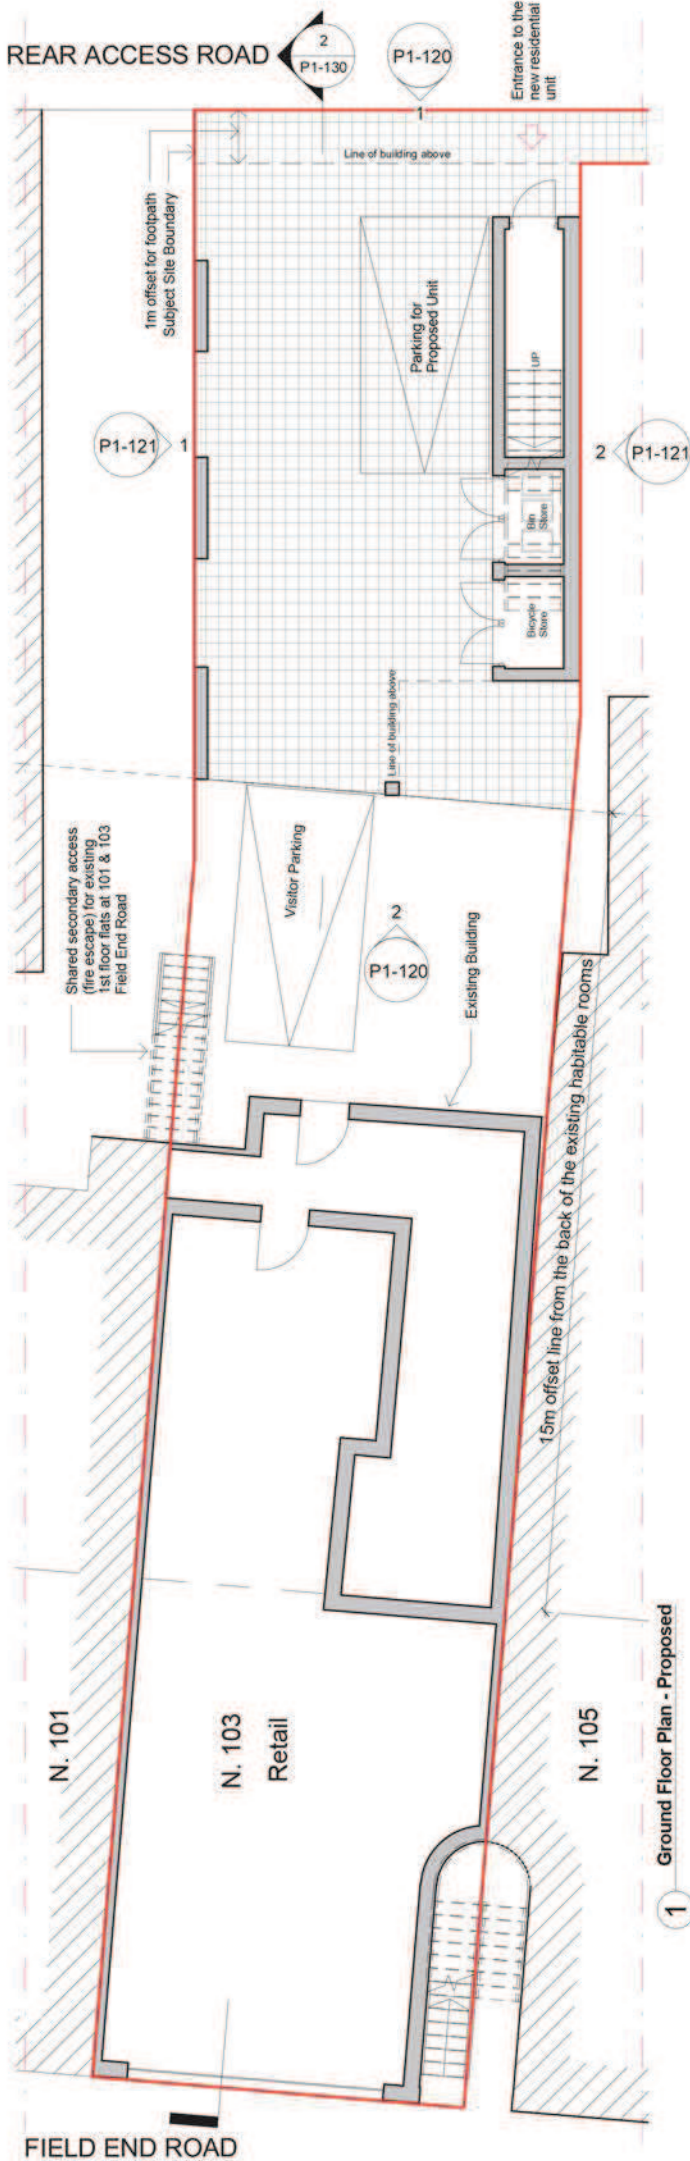 REAR ACCESS ROAD
2
P1-130
P1-120
1
Entrance to the
new residential
unit
1m offset for footpath
Subject Site Boundary
Line of building above
Parking for
Proposed Unit
UP
P1-121
1
2
P1-121
Bin
Store
Bicycle
Store
Line of building above
Shared secondary access
(fire escape) for existing
1st floor flats at 101 & 103
Field End Road
Visitor Parking
2
P1-120
Existing Building
15m offset line from the back of the existing habitable rooms
N. 101
N. 103
Retail
N. 105
1
Ground Floor Plan - Proposed
FIELD END ROAD